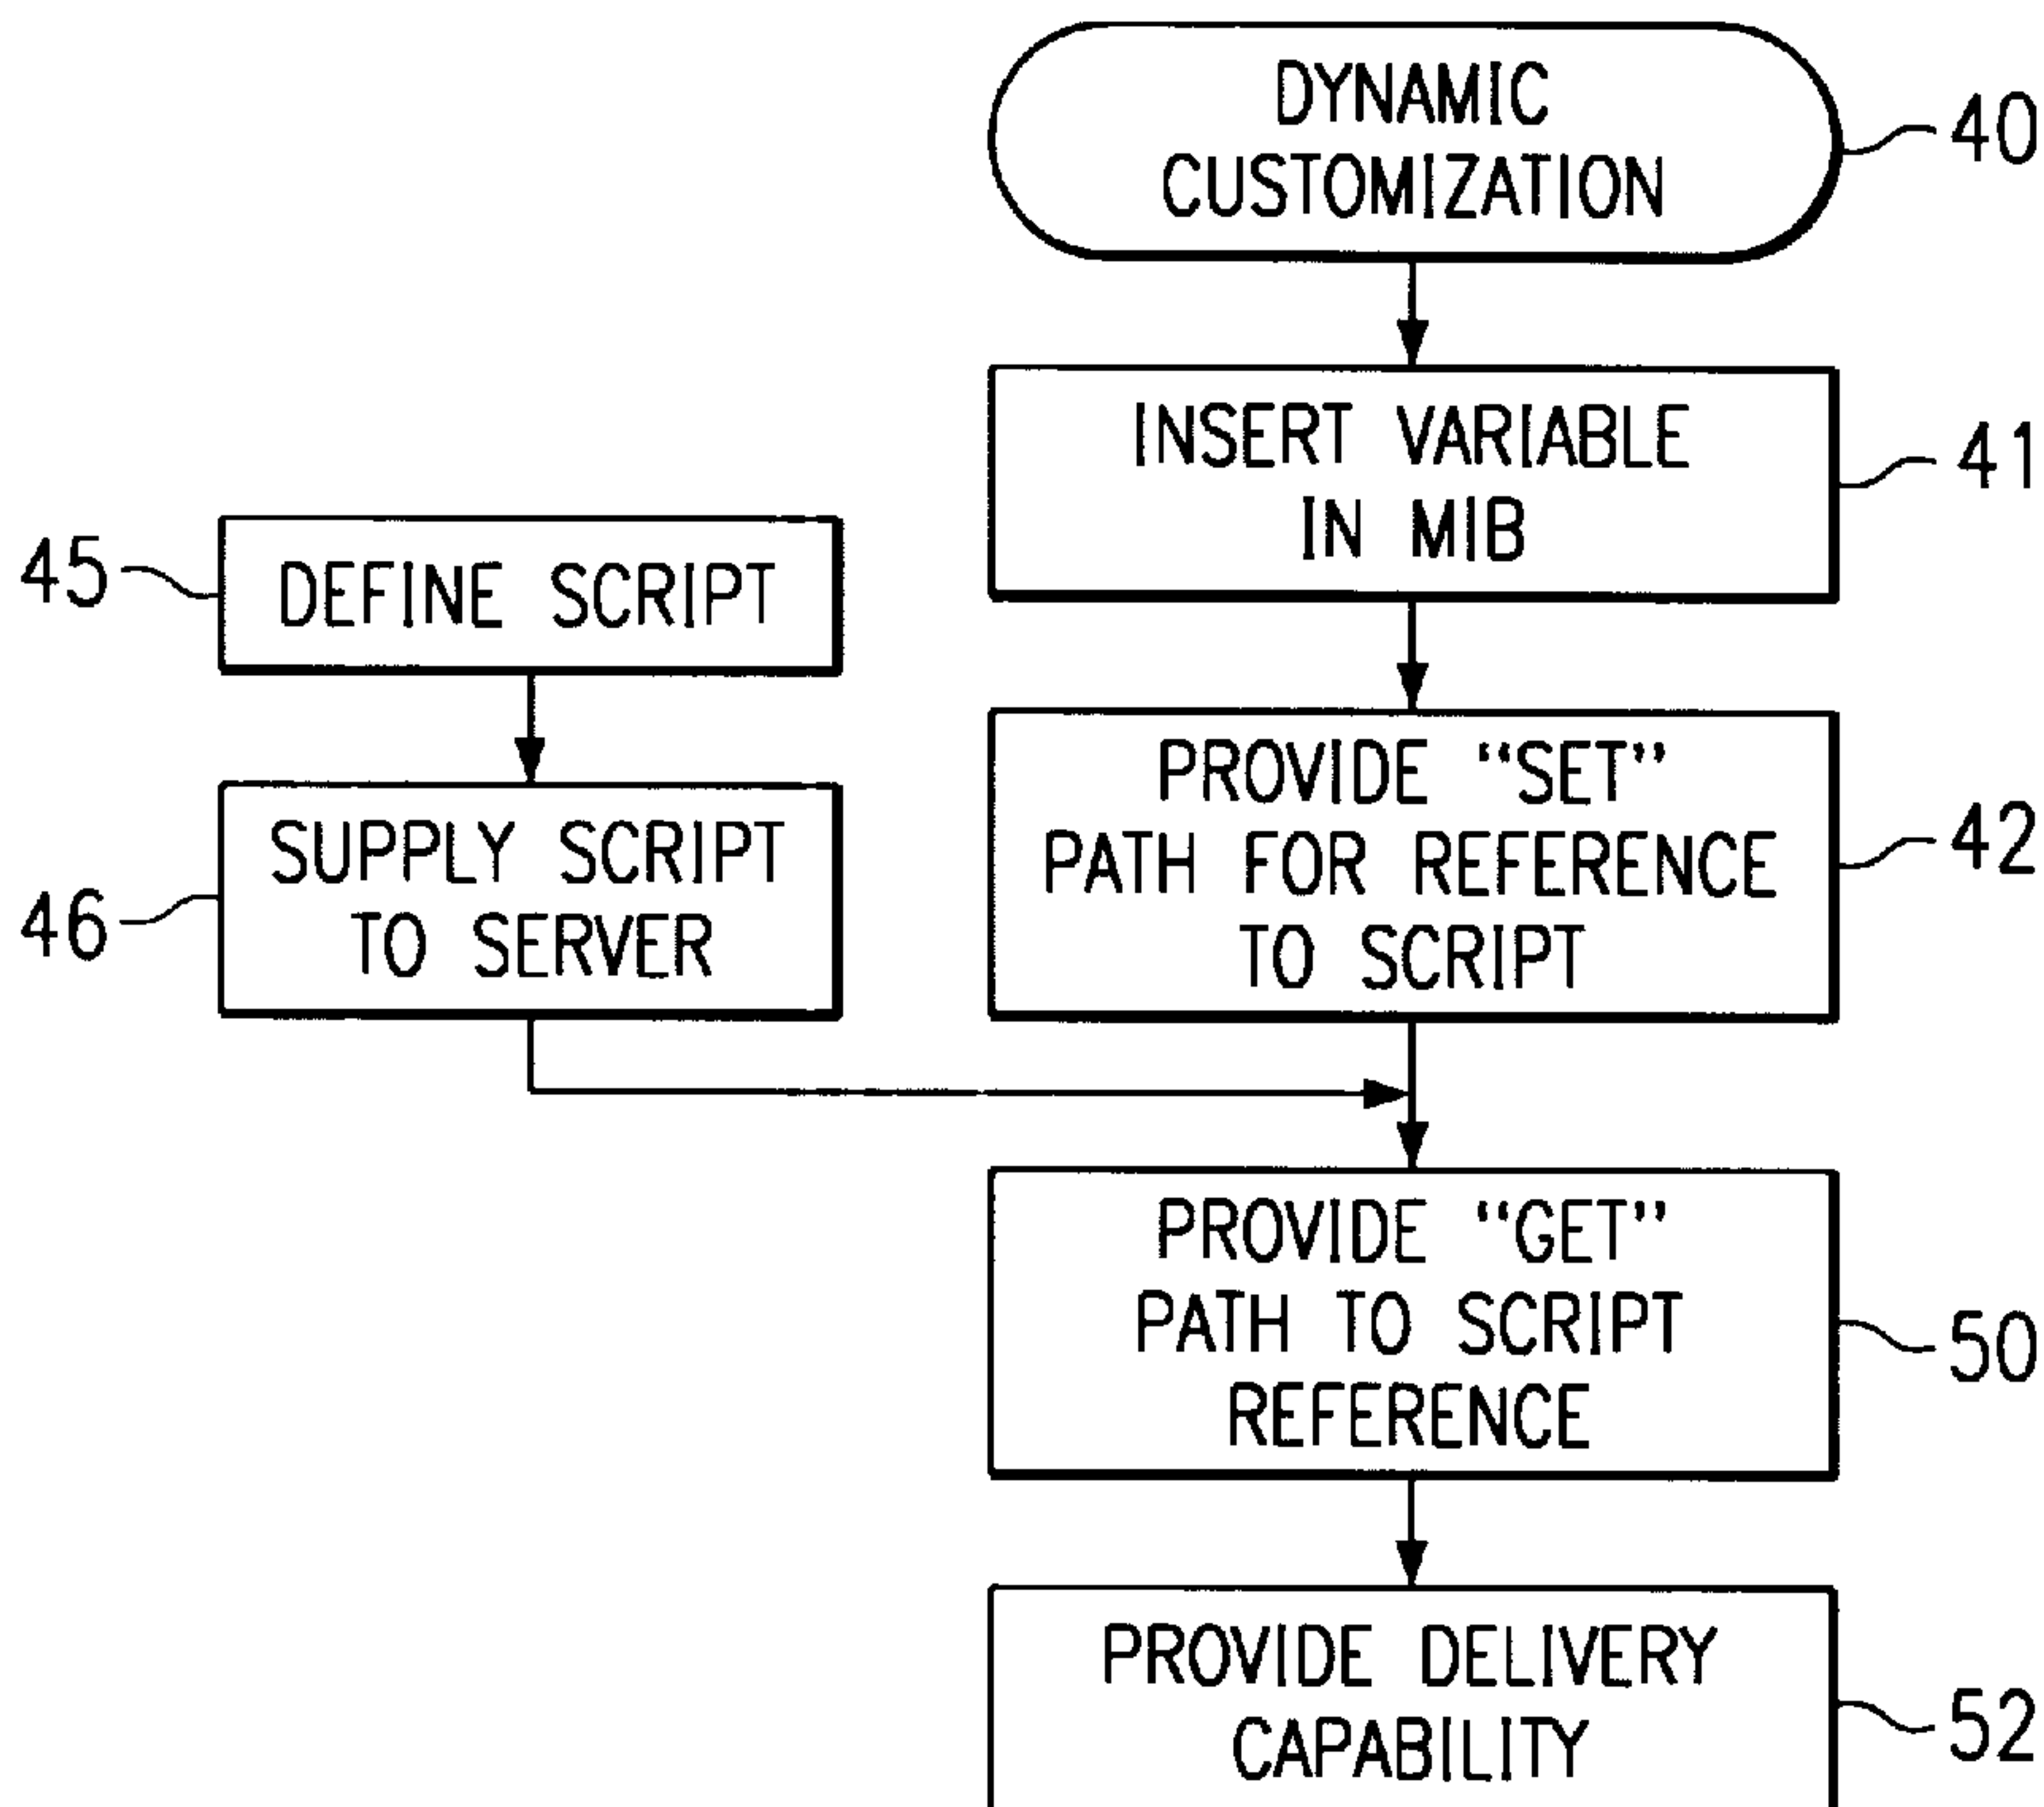 DYNAMIC
CUSTOMIZATION
40
INSERT VARIABLE
IN MIB
41
45
DEFINE SCRIPT
PROVIDE “SET”
PATH FOR REFERENCE
TO SCRIPT
42
SUPPLY SCRIPT
TO SERVER
46
PROVIDE “GET”
PATH TO SCRIPT
REFERENCE
50
PROVIDE DELIVERY
CAPABILITY
52